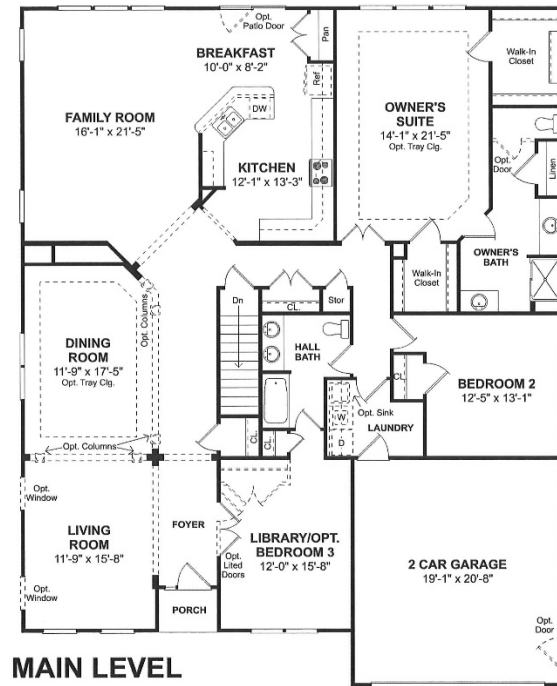 Opt.
Patio Door
Pan
BREAKFAST
10'-0" x 8'-2"
Ref
Walk-In
Closet
FAMILY ROOM
16'-1" x 21'-5"
DW
OWNER'S
SUITE
14'-1" x 21'-5"
Opt. Tray Clg.
Opt.
Door
Linen
KITCHEN
12'-1" x 13'-3"
OWNER'S
BATH
Walk-In
Closet
Opt. Columns
Dn
CL.
Stor
DINING
ROOM
11'-9" x 17'-5"
Opt. Tray Clg.
HALL
BATH
CL
BEDROOM 2
12'-5" x 13'-1"
Opt. Sink
W
D
LAUNDRY
Opt. Columns
CL.
CL.
Opt.
Window
LIVING
ROOM
11'-9" x 15'-8"
FOYER
Opt.
Lited
Doors
LIBRARY/OPT.
BEDROOM 3
12'-0" x 15'-8"
2 CAR GARAGE
19'-1" x 20'-8"
Opt.
Window
PORCH
Opt.
Door
MAIN LEVEL